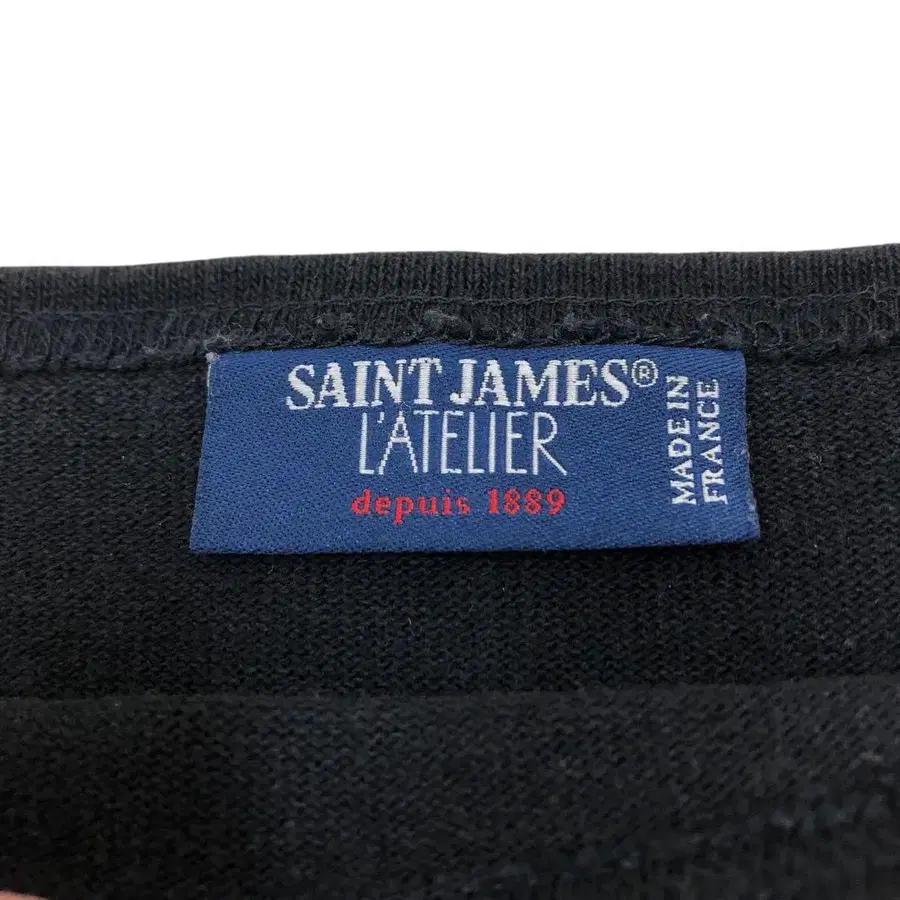 SAINT JAMES®
L'ATELIER
depuis 1889
MADE IN
FRANCE